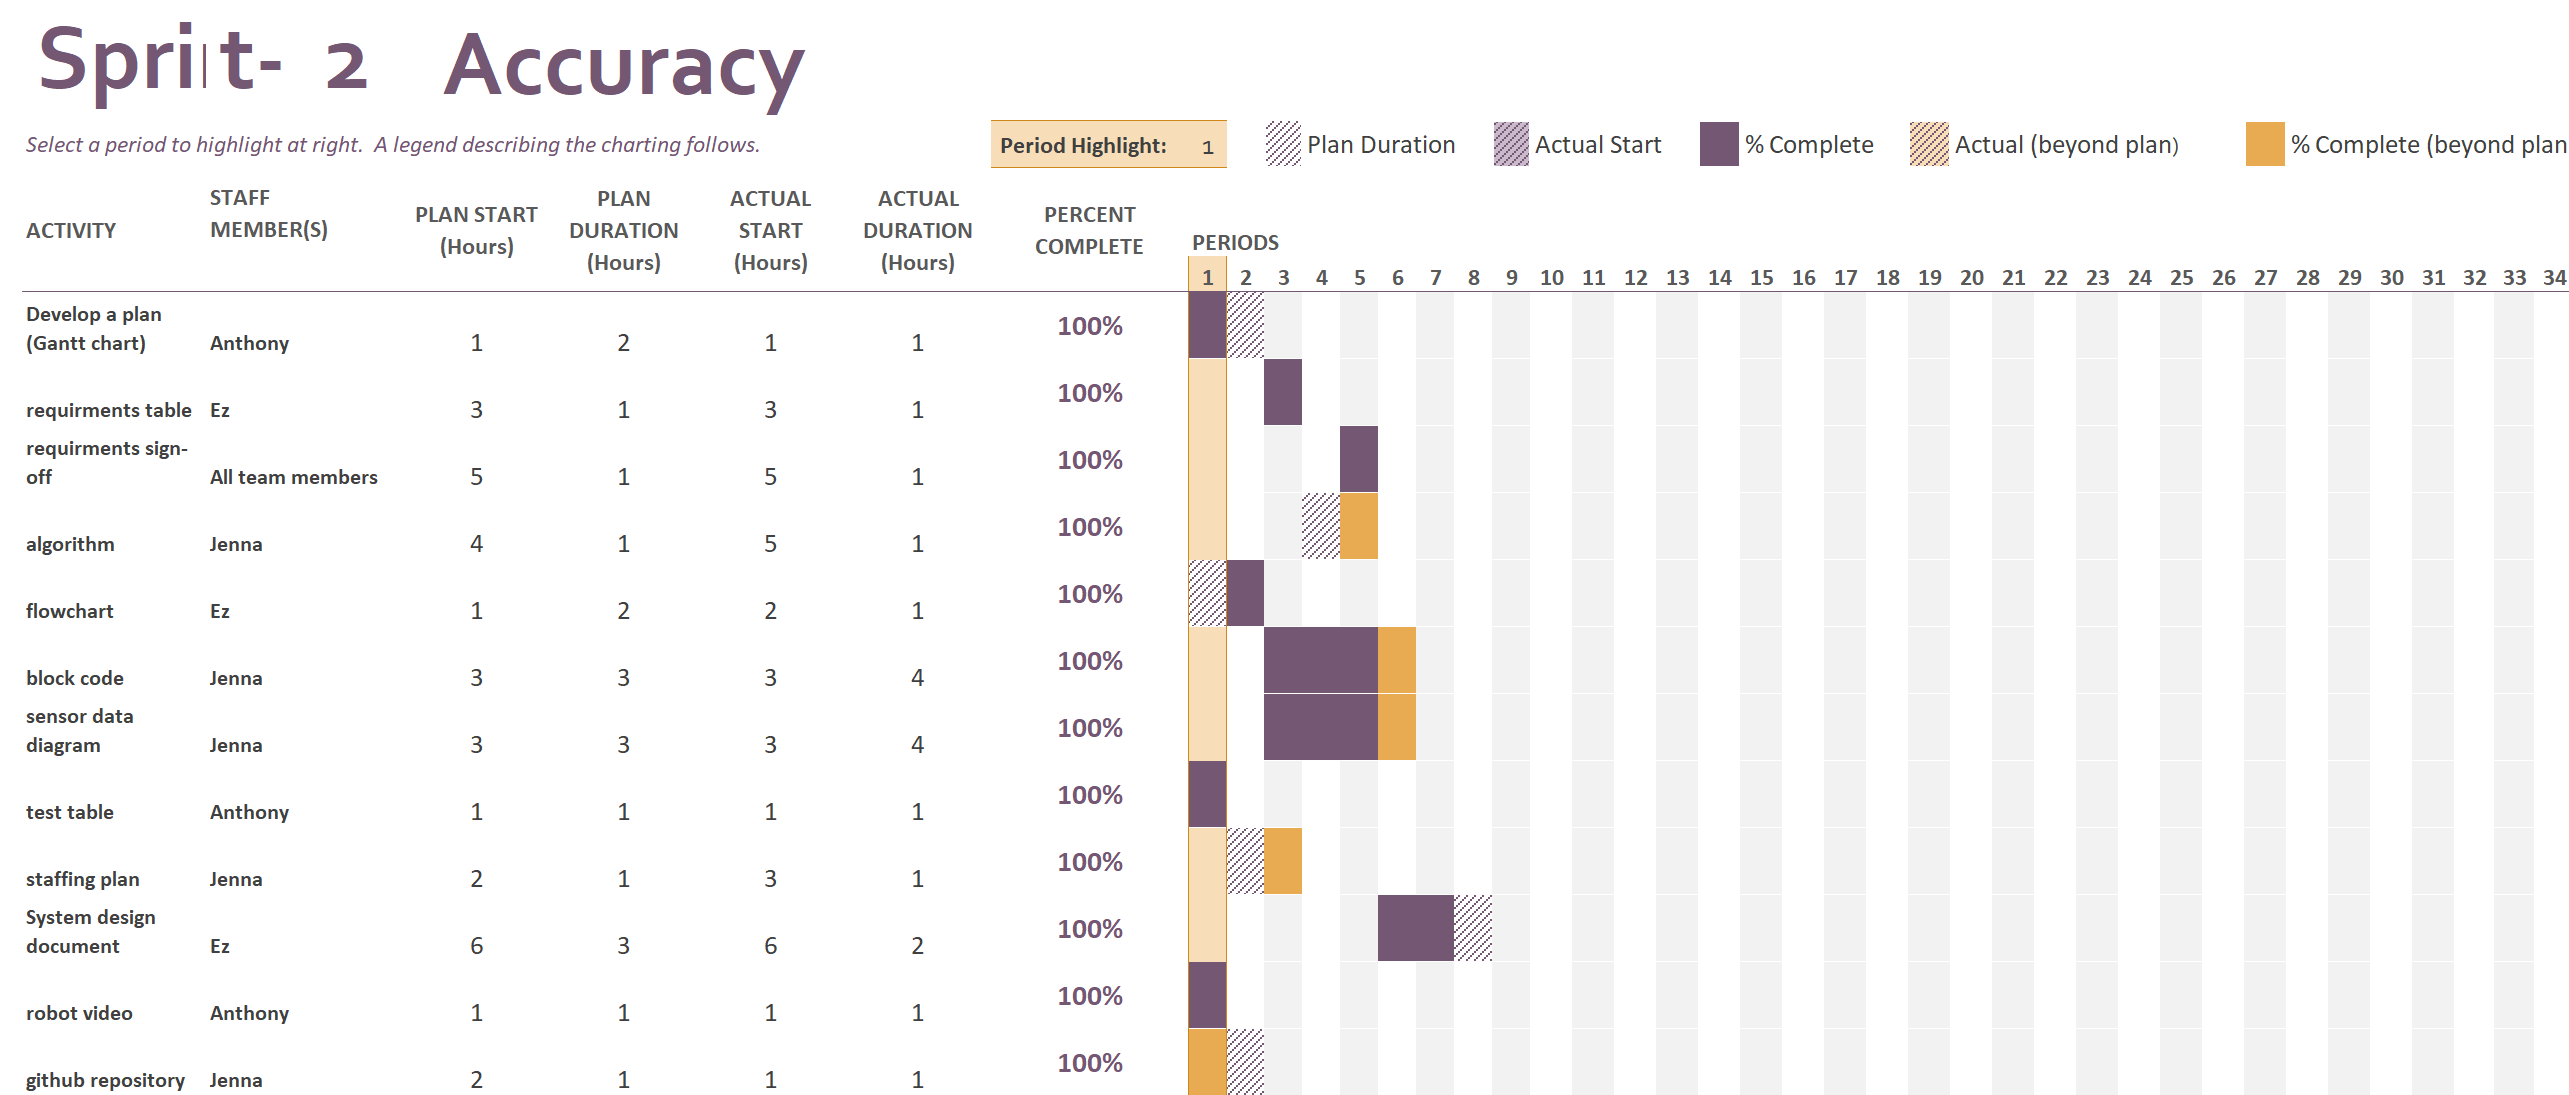 Sprit- 2 Accuracy
Select a period to highlight at right. A legend describing the charting follows.
Period Highlight: 1
Plan Duration
Actual Start
% Complete
Actual (beyond plan)
% Complete (beyond plan
ACTIVITY
STAFF
MEMBER(S)
PLAN START
(Hours)
PLAN
DURATION
(Hours)
ACTUAL
START
(Hours)
ACTUAL
DURATION
(Hours)
PERCENT
COMPLETE
PERIODS
1 2 3 4 5 6 7 8 9 10 11 12 13 14 15 16 17 18 19 20 21 22 23 24 25 26 27 28 29 30 31 32 33 34
Develop a plan
(Gantt chart) Anthony 1 2 1 1 100%
requirments table Ez 3 1 3 1 100%
requirments sign-
off All team members 5 1 5 1 100%
algorithm Jenna 4 1 5 1 100%
flowchart Ez 1 2 2 1 100%
block code Jenna 3 3 3 4 100%
sensor data
diagram Jenna 3 3 3 4 100%
test table Anthony 1 1 1 1 100%
staffing plan Jenna 2 1 3 1 100%
System design
document Ez 6 3 6 2 100%
robot video Anthony 1 1 1 1 100%
github repository Jenna 2 1 1 1 100%